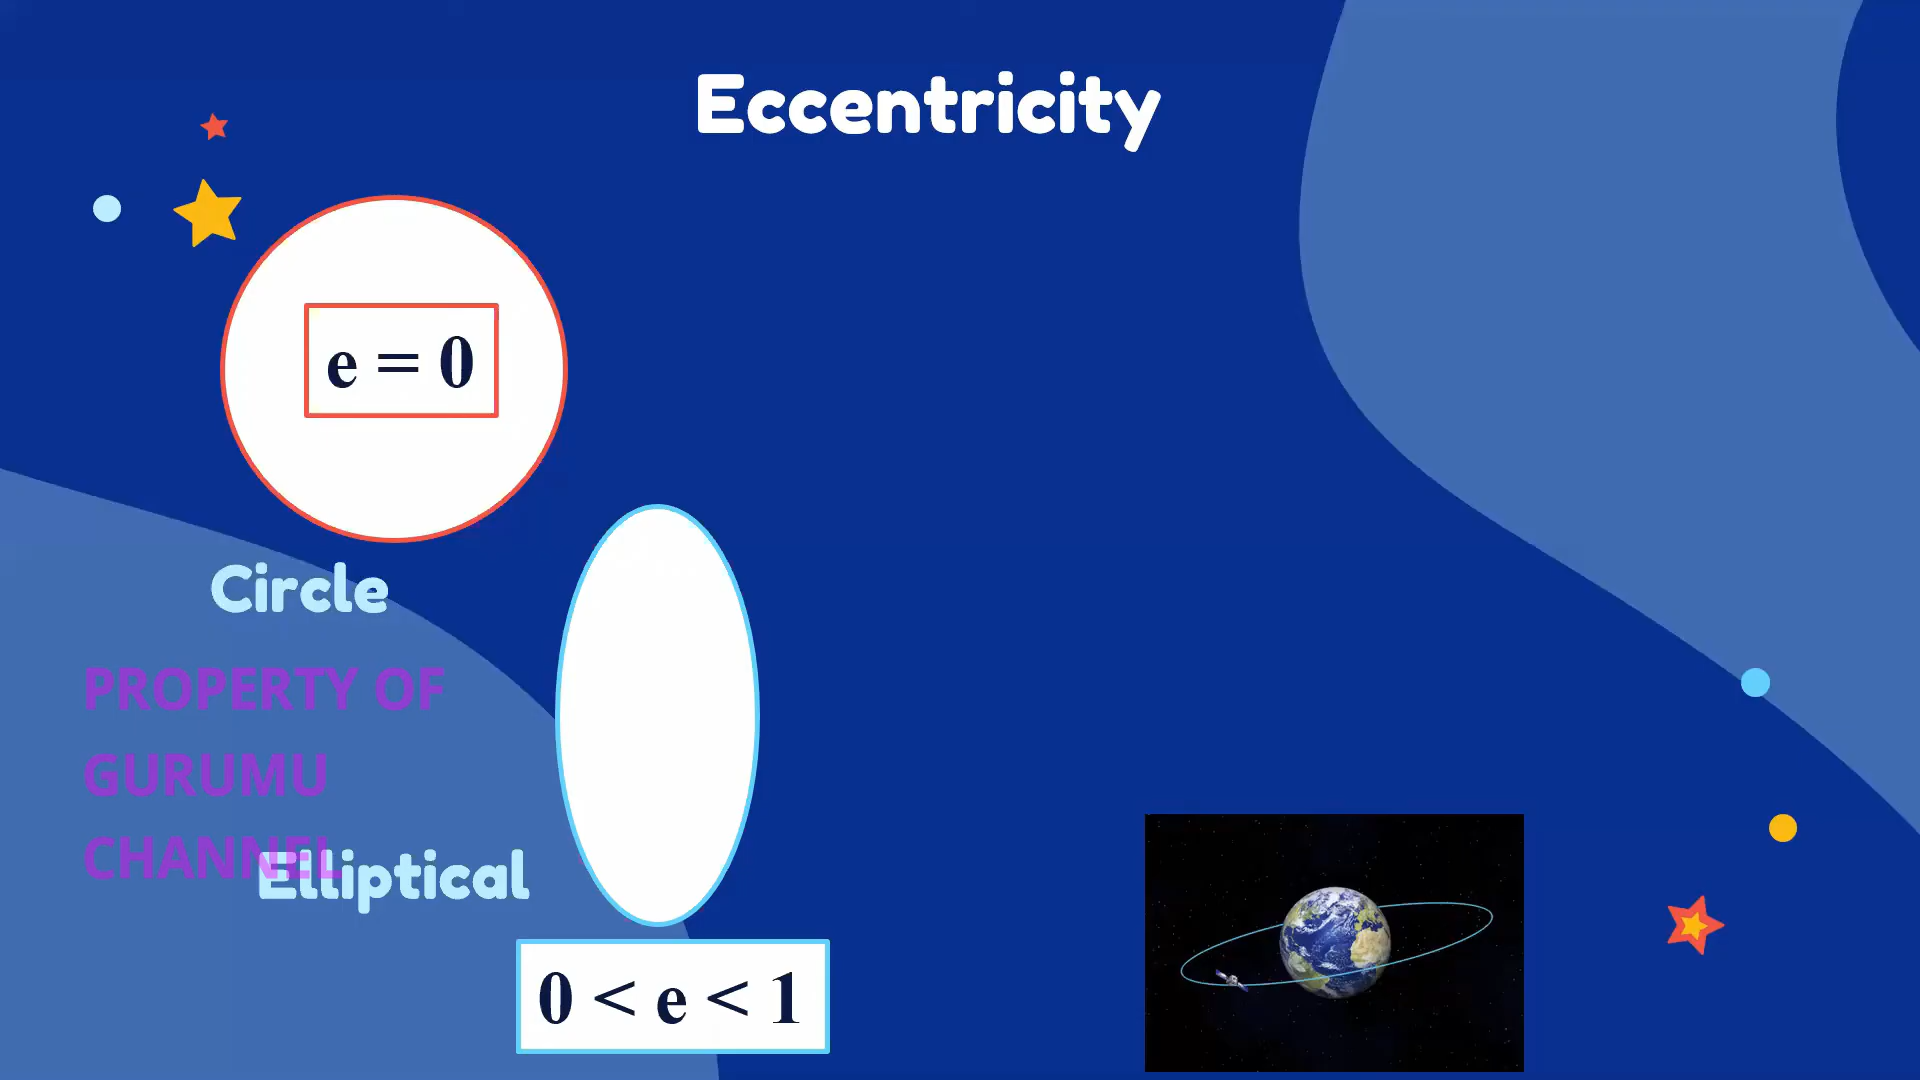 Eccentricity
e = 0
Circle
PROPERTY OF
GURUMU
CHANNEL
Elliptical
0 < e < 1